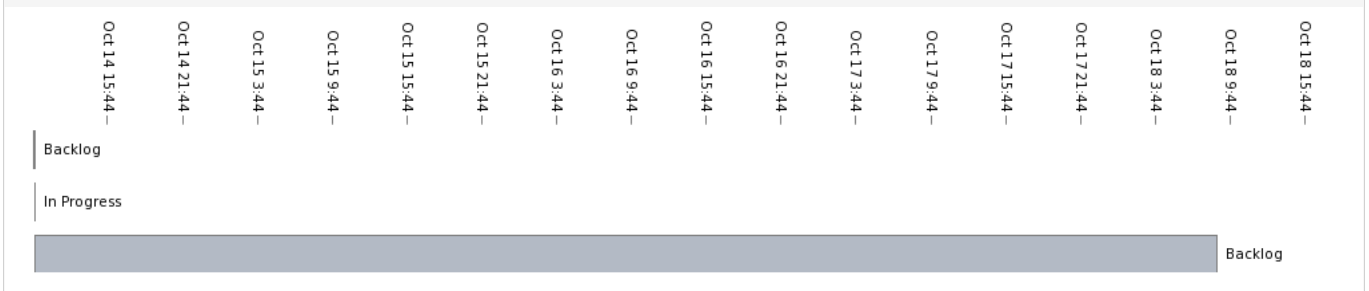 Oct 14 15:44
Oct 14 21:44
Oct 15 3:44
Oct 15 9:44
Oct 15 15:44
Oct 15 21:44
Oct 16 3:44
Oct 16 9:44
Oct 16 15:44
Oct 16 21:44
Oct 17 3:44
Oct 17 9:44
Oct 17 15:44
Oct 17 21:44
Oct 18 3:44
Oct 18 9:44
Oct 18 15:44
Backlog
In Progress
Backlog